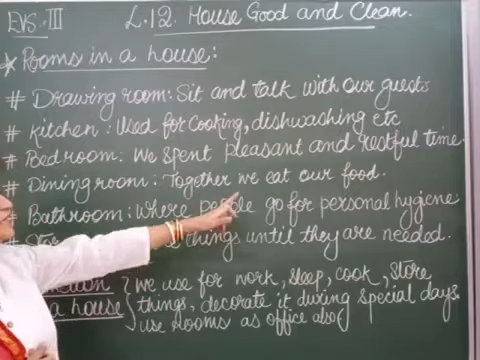 EVS. III L.12. House Good and Clean.
* Rooms in a house:
# Drawing room: Sit and talk with our guests
# Kitchen: Used for cooking, dishwashing etc
# Bedroom: We spent pleasant and restful time.
# Dining room: Together we eat our food.
# Bathroom: Where people go for personal hygiene
# things until they are needed.
a house } We use for work, sleep, cook, store
things, decorate it during special days.
use rooms as office also